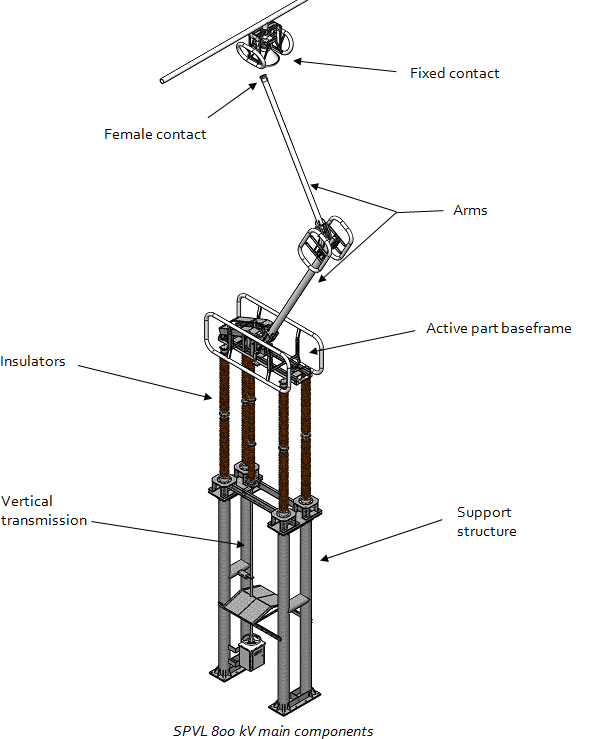 Fixed contact
Female contact
Arms
Active part baseframe
Insulators
Vertical
transmission
Support
structure
SPVL 800 kV main components